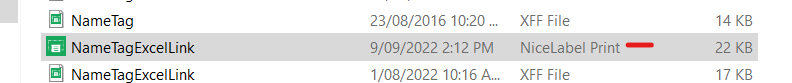 NameTag 23/08/2016 10:20 ... XFF File 14 KB
NameTagExcelLink 9/09/2022 2:12 PM NiceLabel Print 22 KB
NameTagExcelLink 1/08/2022 10:16 A... XFF File 17 KB